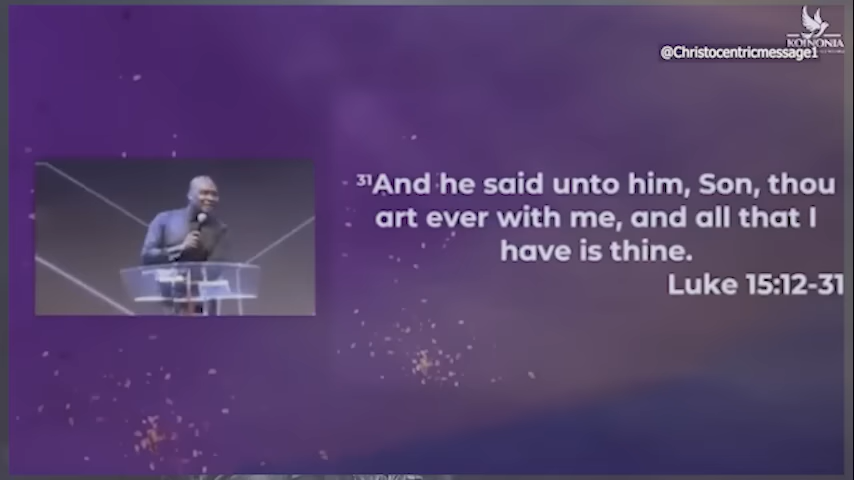 KOINONIA
@Christocentricmessage1
31And he said unto him, Son, thou
art ever with me, and all that I
have is thine.
Luke 15:12-31